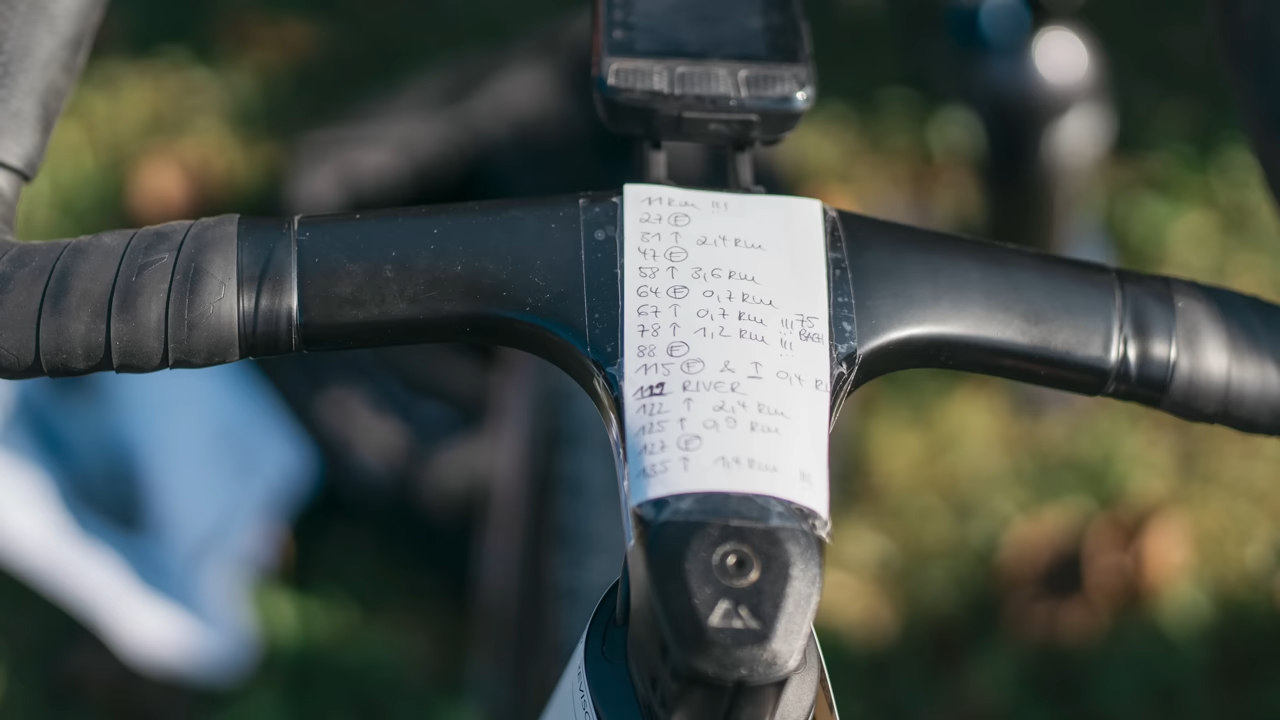 11 km !!!
27 Ⓕ
31 ↑ 2,4 km
47 Ⓔ
58 ↑ 3,6 km
64 Ⓔ 0,7 km
67 ↑ 0,7 km !!! 75
78 ↑ 1,2 km !!! BACH
88 Ⓕ
115 Ⓕ & ↑ 0,4
RIVER
122 ↑ 2,4 km
125 ↑ 0,9 km
127 Ⓕ
135 ↑